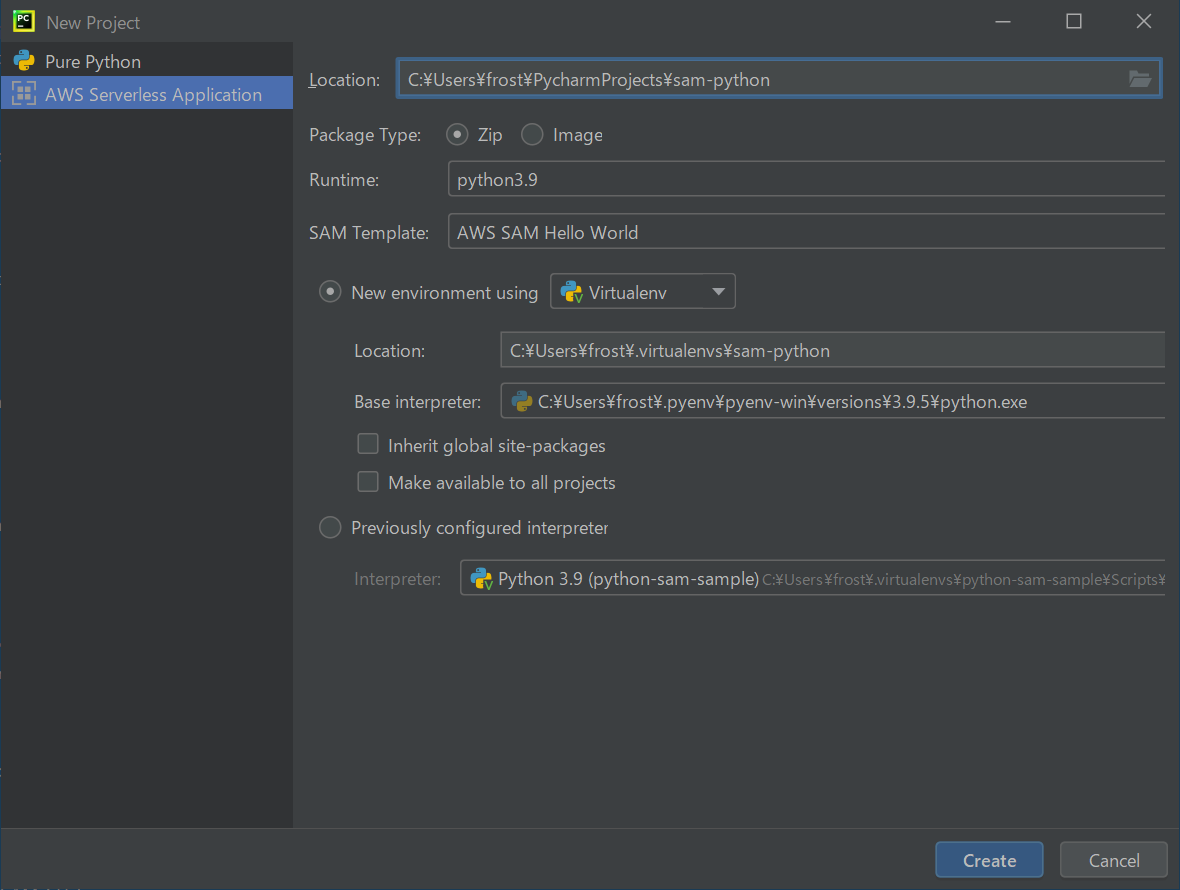 New Project
Pure Python
AWS Serverless Application
Location: C:¥Users¥frost¥PycharmProjects¥sam-python
Package Type: Zip Image
Runtime: python3.9
SAM Template: AWS SAM Hello World
New environment using Virtualenv
Location: C:¥Users¥frost¥.virtualenvs¥sam-python
Base interpreter: C:¥Users¥frost¥.pyenv¥pyenv-win¥versions¥3.9.5¥python.exe
Inherit global site-packages
Make available to all projects
Previously configured interpreter
Interpreter: Python 3.9 (python-sam-sample) C:¥Users¥frost¥.virtualenvs¥python-sam-sample¥Scripts¥
Create Cancel